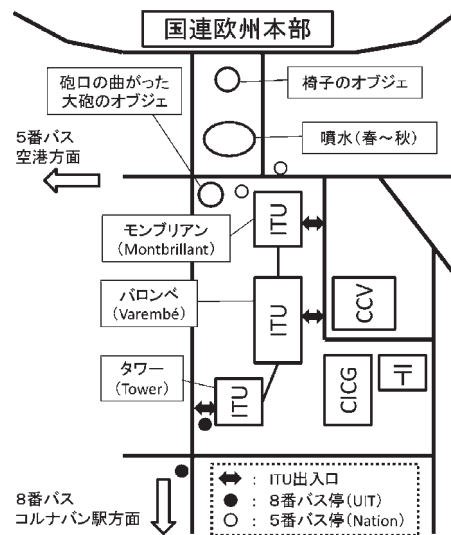 国連欧州本部
砲口の曲がった
大砲のオブジェ
椅子のオブジェ
噴水(春～秋)
5番バス
空港方面
モンブリアン
(Montbrillant)
ITU
バロンベ
(Varembé)
ITU
CCV
タワー
(Tower)
ITU
CICG
〒
8番バス
コルナバン駅方面
: ITU出入口
: 8番バス停(UIT)
: 5番バス停(Nation)